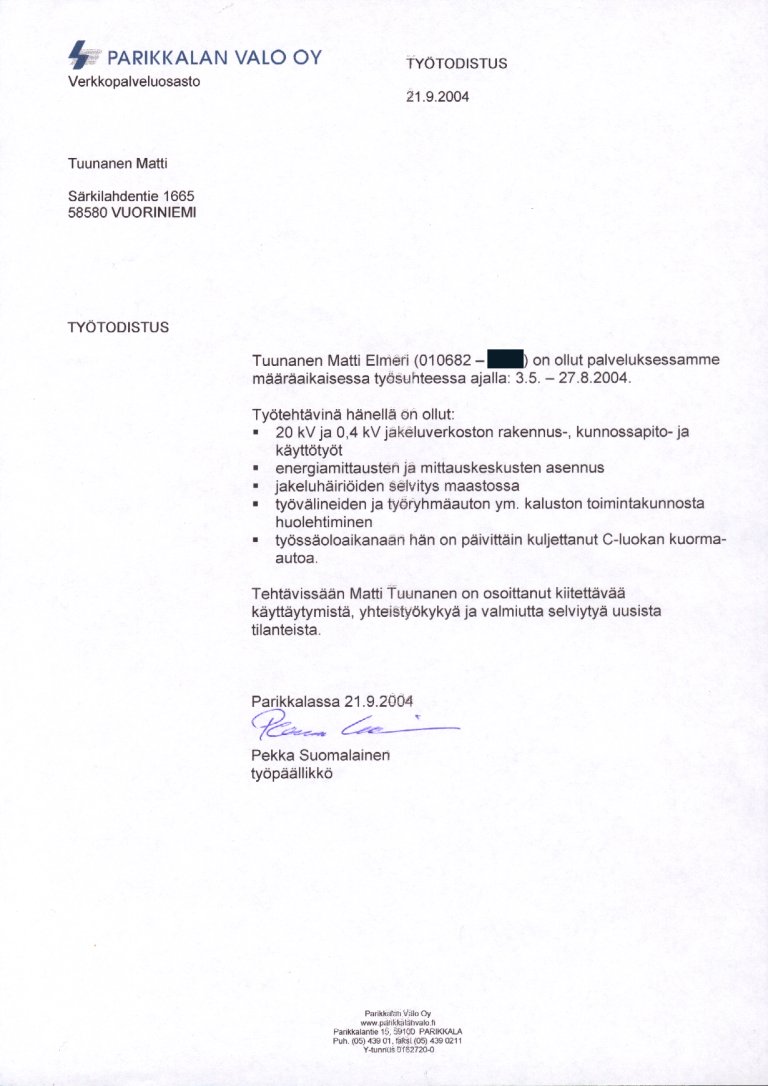 PARIKKALAN VALO OY
Verkkopalveluosasto
TYÖTODISTUS
21.9.2004
Tuunanen Matti
Särkilahdentie 1665
58580 VUORINIEMI
TYÖTODISTUS
Tuunanen Matti Elmeri (010682 – ) on ollut palveluksessamme
määräaikaisessa työsuhteessa ajalla: 3.5. – 27.8.2004.
Työtehtävinä hänellä on ollut:
▪ 20 kV ja 0,4 kV jakeluverkoston rakennus-, kunnossapito- ja
käyttötyöt
▪ energiamittausten ja mittauskeskusten asennus
▪ jakeluhäiriöiden selvitys maastossa
▪ työvälineiden ja työryhmäauton ym. kaluston toimintakunnosta
huolehtiminen
▪ työssäoloaikanaan hän on päivittäin kuljettanut C-luokan kuorma-
autoa.
Tehtävissään Matti Tuunanen on osoittanut kiitettävää
käyttäytymistä, yhteistyökykyä ja valmiutta selviytyä uusista
tilanteista.
Parikkalassa 21.9.2004
Pekka Suomalainen
työpäällikkö
Parikkalan Valo Oy
www.parikkalanvalo.fi
Parikkalantie 15, 59100 PARIKKALA
Puh. (05) 439 01, faksi (05) 439 0211
Y-tunnus 0162720-0